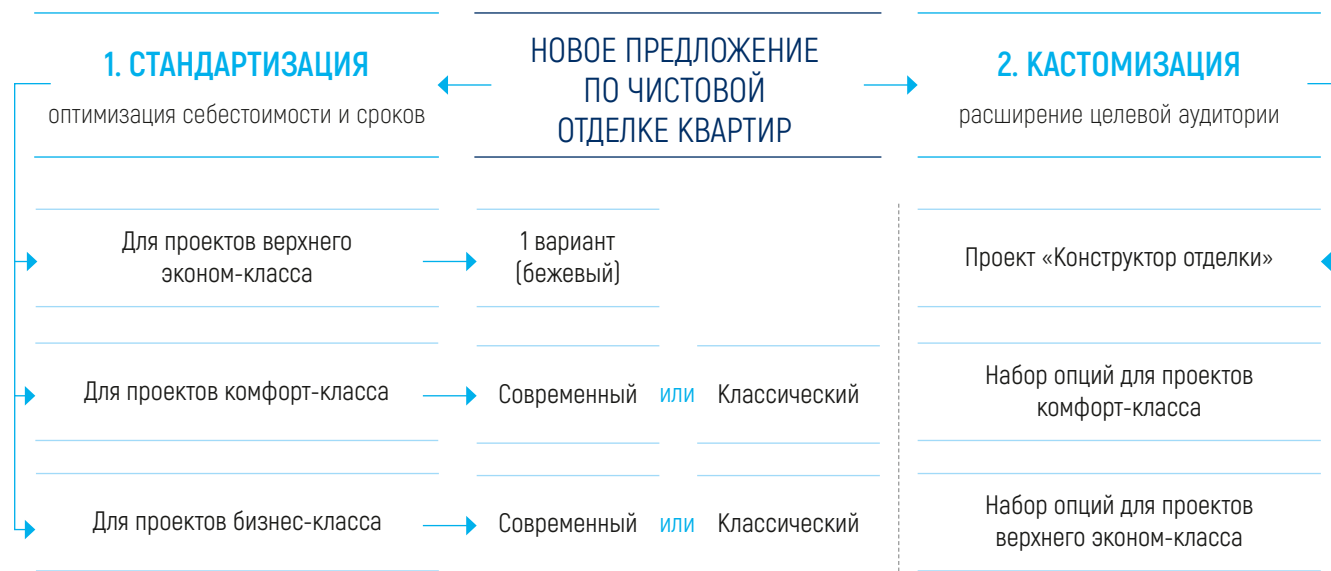 1. СТАНДАРТИЗАЦИЯ
оптимизация себестоимости и сроков
НОВОЕ ПРЕДЛОЖЕНИЕ
ПО ЧИСТОВОЙ
ОТДЕЛКЕ КВАРТИР
2. КАСТОМИЗАЦИЯ
расширение целевой аудитории
Для проектов верхнего
эконом-класса
1 вариант
(бежевый)
Проект «Конструктор отделки»
Для проектов комфорт-класса
Современный или Классический
Набор опций для проектов
комфорт-класса
Для проектов бизнес-класса
Современный или Классический
Набор опций для проектов
верхнего эконом-класса